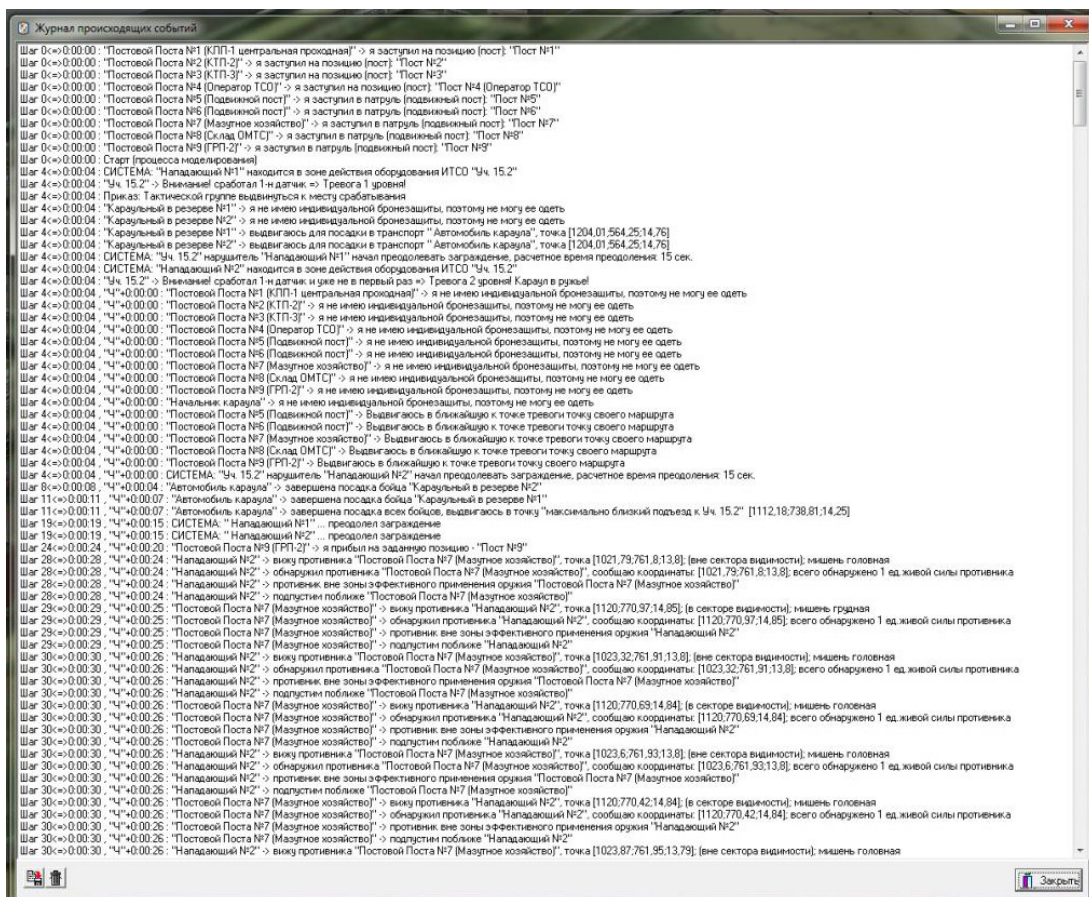 Журнал происходящих событий
Шаг 0<=>0:00:00 : "Постовой Поста №1 (КПП-1 центральная проходная)" -> я заступил на позицию (пост): "Пост №1"
Шаг 0<=>0:00:00 : "Постовой Поста №2 (КТП-2)" -> я заступил на позицию (пост): "Пост №2"
Шаг 0<=>0:00:00 : "Постовой Поста №3 (КТП-3)" -> я заступил на позицию (пост): "Пост №3"
Шаг 0<=>0:00:00 : "Постовой Поста №4 (Оператор ТСО)" -> я заступил на позицию (пост): "Пост №4 (Оператор ТСО)"
Шаг 0<=>0:00:00 : "Постовой Поста №5 (Подвижной пост)" -> я заступил в патруль (подвижный пост): "Пост №5"
Шаг 0<=>0:00:00 : "Постовой Поста №6 (Подвижной пост)" -> я заступил в патруль (подвижный пост): "Пост №6"
Шаг 0<=>0:00:00 : "Постовой Поста №7 (Мазутное хозяйство)" -> я заступил в патруль (подвижный пост): "Пост №7"
Шаг 0<=>0:00:00 : "Постовой Поста №8 (Склад ОМТС)" -> я заступил в патруль (подвижный пост): "Пост №8"
Шаг 0<=>0:00:00 : "Постовой Поста №9 (ГРП-2)" -> я заступил в патруль (подвижный пост): "Пост №9"
Шаг 0<=>0:00:00 : Старт (процесса моделирования)
Шаг 4<=>0:00:04 : СИСТЕМА: "Нападающий №1" находится в зоне действия оборудования ИТСО "Уч. 15.2"
Шаг 4<=>0:00:04 : "Уч. 15.2" -> Внимание! сработал 1-н датчик => Тревога 1 уровня!
Шаг 4<=>0:00:04 : Приказ: Тактической группе выдвинуться к месту срабатывания
Шаг 4<=>0:00:04 : "Караульный в резерве №1" -> я не имею индивидуальной бронезащиты, поэтому не могу ее одеть
Шаг 4<=>0:00:04 : "Караульный в резерве №2" -> я не имею индивидуальной бронезащиты, поэтому не могу ее одеть
Шаг 4<=>0:00:04 : "Караульный в резерве №1" -> выдвигаюсь для посадки в транспорт " Автомобиль караула", точка [1204,01;564,25;14,76]
Шаг 4<=>0:00:04 : "Караульный в резерве №2" -> выдвигаюсь для посадки в транспорт " Автомобиль караула", точка [1204,01;564,25;14,76]
Шаг 4<=>0:00:04 : СИСТЕМА: "Уч. 15.2" нарушитель "Нападающий №1" начал преодолевать заграждение, расчетное время преодоления: 15 сек.
Шаг 4<=>0:00:04 : СИСТЕМА: "Нападающий №2" находится в зоне действия оборудования ИТСО "Уч. 15.2"
Шаг 4<=>0:00:04 : "Уч. 15.2" -> Внимание! сработал 1-н датчик и уже не в первый раз => Тревога 2 уровня! Караул в ружье!
Шаг 4<=>0:00:04 , "Ч"+0:00:00 : "Постовой Поста №1 (КПП-1 центральная проходная)" -> я не имею индивидуальной бронезащиты, поэтому не могу ее одеть
Шаг 4<=>0:00:04 , "Ч"+0:00:00 : "Постовой Поста №2 (КТП-2)" -> я не имею индивидуальной бронезащиты, поэтому не могу ее одеть
Шаг 4<=>0:00:04 , "Ч"+0:00:00 : "Постовой Поста №3 (КТП-3)" -> я не имею индивидуальной бронезащиты, поэтому не могу ее одеть
Шаг 4<=>0:00:04 , "Ч"+0:00:00 : "Постовой Поста №4 (Оператор ТСО)" -> я не имею индивидуальной бронезащиты, поэтому не могу ее одеть
Шаг 4<=>0:00:04 , "Ч"+0:00:00 : "Постовой Поста №5 (Подвижной пост)" -> я не имею индивидуальной бронезащиты, поэтому не могу ее одеть
Шаг 4<=>0:00:04 , "Ч"+0:00:00 : "Постовой Поста №6 (Подвижной пост)" -> я не имею индивидуальной бронезащиты, поэтому не могу ее одеть
Шаг 4<=>0:00:04 , "Ч"+0:00:00 : "Постовой Поста №7 (Мазутное хозяйство)" -> я не имею индивидуальной бронезащиты, поэтому не могу ее одеть
Шаг 4<=>0:00:04 , "Ч"+0:00:00 : "Постовой Поста №8 (Склад ОМТС)" -> я не имею индивидуальной бронезащиты, поэтому не могу ее одеть
Шаг 4<=>0:00:04 , "Ч"+0:00:00 : "Постовой Поста №9 (ГРП-2)" -> я не имею индивидуальной бронезащиты, поэтому не могу ее одеть
Шаг 4<=>0:00:04 , "Ч"+0:00:00 : "Начальник караула" -> я не имею индивидуальной бронезащиты, поэтому не могу ее одеть
Шаг 4<=>0:00:04 , "Ч"+0:00:00 : "Постовой Поста №5 (Подвижной пост)" -> Выдвигаюсь в ближайшую к точке тревоги точку своего маршрута
Шаг 4<=>0:00:04 , "Ч"+0:00:00 : "Постовой Поста №6 (Подвижной пост)" -> Выдвигаюсь в ближайшую к точке тревоги точку своего маршрута
Шаг 4<=>0:00:04 , "Ч"+0:00:00 : "Постовой Поста №7 (Мазутное хозяйство)" -> Выдвигаюсь в ближайшую к точке тревоги точку своего маршрута
Шаг 4<=>0:00:04 , "Ч"+0:00:00 : "Постовой Поста №8 (Склад ОМТС)" -> Выдвигаюсь в ближайшую к точке тревоги точку своего маршрута
Шаг 4<=>0:00:04 , "Ч"+0:00:00 : "Постовой Поста №9 (ГРП-2)" -> Выдвигаюсь в ближайшую к точке тревоги точку своего маршрута
Шаг 4<=>0:00:04 , "Ч"+0:00:00 : СИСТЕМА: "Уч. 15.2" нарушитель "Нападающий №2" начал преодолевать заграждение, расчетное время преодоления: 15 сек.
Шаг 8<=>0:00:08 , "Ч"+0:00:04 : "Автомобиль караула" -> завершена посадка бойца "Караульный в резерве №2"
Шаг 11<=>0:00:11 , "Ч"+0:00:07 : "Автомобиль караула" -> завершена посадка бойца "Караульный в резерве №1"
Шаг 11<=>0:00:11 , "Ч"+0:00:07 : "Автомобиль караула" -> завершена посадка всех бойцов, выдвигаюсь в точку "максимально близкий подъезд к Уч. 15.2" [1112,18;738,81;14,25]
Шаг 19<=>0:00:19 , "Ч"+0:00:15 : СИСТЕМА: " Нападающий №1" ... преодолел заграждение
Шаг 19<=>0:00:19 , "Ч"+0:00:15 : СИСТЕМА: " Нападающий №2" ... преодолел заграждение
Шаг 24<=>0:00:24 , "Ч"+0:00:20 : "Постовой Поста №9 (ГРП-2)" -> я прибыл на заданную позицию - "Пост №9"
Шаг 28<=>0:00:28 , "Ч"+0:00:24 : "Нападающий №2" -> вижу противника "Постовой Поста №7 (Мазутное хозяйство)", точка [1021,79;761,8;13,8]; (вне сектора видимости); мишень головная
Шаг 28<=>0:00:28 , "Ч"+0:00:24 : "Нападающий №2" -> обнаружил противника "Постовой Поста №7 (Мазутное хозяйство)", сообщаю координаты: [1021,79;761,8;13,8]; всего обнаружено 1 ед.живой силы противника
Шаг 28<=>0:00:28 , "Ч"+0:00:24 : "Нападающий №2" -> противник вне зоны эффективного применения оружия "Постовой Поста №7 (Мазутное хозяйство)"
Шаг 28<=>0:00:28 , "Ч"+0:00:24 : "Нападающий №2" -> подпустим поближе "Постовой Поста №7 (Мазутное хозяйство)"
Шаг 29<=>0:00:29 , "Ч"+0:00:25 : "Постовой Поста №7 (Мазутное хозяйство)" -> вижу противника "Нападающий №2", точка [1120;770,97;14,85]; (в секторе видимости); мишень грудная
Шаг 29<=>0:00:29 , "Ч"+0:00:25 : "Постовой Поста №7 (Мазутное хозяйство)" -> обнаружил противника "Нападающий №2", сообщаю координаты: [1120;770,97;14,85]; всего обнаружено 1 ед.живой силы противника
Шаг 29<=>0:00:29 , "Ч"+0:00:25 : "Постовой Поста №7 (Мазутное хозяйство)" -> противник вне зоны эффективного применения оружия "Нападающий №2"
Шаг 29<=>0:00:29 , "Ч"+0:00:25 : "Постовой Поста №7 (Мазутное хозяйство)" -> подпустим поближе "Нападающий №2"
Шаг 30<=>0:00:30 , "Ч"+0:00:26 : "Нападающий №2" -> вижу противника "Постовой Поста №7 (Мазутное хозяйство)", точка [1023,32;761,91;13,8]; (вне сектора видимости); мишень головная
Шаг 30<=>0:00:30 , "Ч"+0:00:26 : "Нападающий №2" -> обнаружил противника "Постовой Поста №7 (Мазутное хозяйство)", сообщаю координаты: [1023,32;761,91;13,8]; всего обнаружено 1 ед.живой силы противника
Шаг 30<=>0:00:30 , "Ч"+0:00:26 : "Нападающий №2" -> противник вне зоны эффективного применения оружия "Постовой Поста №7 (Мазутное хозяйство)"
Шаг 30<=>0:00:30 , "Ч"+0:00:26 : "Нападающий №2" -> подпустим поближе "Постовой Поста №7 (Мазутное хозяйство)"
Шаг 30<=>0:00:30 , "Ч"+0:00:26 : "Постовой Поста №7 (Мазутное хозяйство)" -> вижу противника "Нападающий №2", точка [1120;770,69;14,84]; (в секторе видимости); мишень головная
Шаг 30<=>0:00:30 , "Ч"+0:00:26 : "Постовой Поста №7 (Мазутное хозяйство)" -> обнаружил противника "Нападающий №2", сообщаю координаты: [1120;770,69;14,84]; всего обнаружено 1 ед.живой силы противника
Шаг 30<=>0:00:30 , "Ч"+0:00:26 : "Постовой Поста №7 (Мазутное хозяйство)" -> противник вне зоны эффективного применения оружия "Нападающий №2"
Шаг 30<=>0:00:30 , "Ч"+0:00:26 : "Постовой Поста №7 (Мазутное хозяйство)" -> подпустим поближе "Нападающий №2"
Шаг 30<=>0:00:30 , "Ч"+0:00:26 : "Нападающий №2" -> вижу противника "Постовой Поста №7 (Мазутное хозяйство)", точка [1023,6;761,93;13,8]; (вне сектора видимости); мишень головная
Шаг 30<=>0:00:30 , "Ч"+0:00:26 : "Нападающий №2" -> обнаружил противника "Постовой Поста №7 (Мазутное хозяйство)", сообщаю координаты: [1023,6;761,93;13,8]; всего обнаружено 1 ед.живой силы противника
Шаг 30<=>0:00:30 , "Ч"+0:00:26 : "Нападающий №2" -> противник вне зоны эффективного применения оружия "Постовой Поста №7 (Мазутное хозяйство)"
Шаг 30<=>0:00:30 , "Ч"+0:00:26 : "Нападающий №2" -> подпустим поближе "Постовой Поста №7 (Мазутное хозяйство)"
Шаг 30<=>0:00:30 , "Ч"+0:00:26 : "Постовой Поста №7 (Мазутное хозяйство)" -> вижу противника "Нападающий №2", точка [1120;770,42;14,84]; (в секторе видимости); мишень головная
Шаг 30<=>0:00:30 , "Ч"+0:00:26 : "Постовой Поста №7 (Мазутное хозяйство)" -> обнаружил противника "Нападающий №2", сообщаю координаты: [1120;770,42;14,84]; всего обнаружено 1 ед.живой силы противника
Шаг 30<=>0:00:30 , "Ч"+0:00:26 : "Постовой Поста №7 (Мазутное хозяйство)" -> противник вне зоны эффективного применения оружия "Нападающий №2"
Шаг 30<=>0:00:30 , "Ч"+0:00:26 : "Постовой Поста №7 (Мазутное хозяйство)" -> подпустим поближе "Нападающий №2"
Шаг 30<=>0:00:30 , "Ч"+0:00:26 : "Нападающий №2" -> вижу противника "Постовой Поста №7 (Мазутное хозяйство)", точка [1023,87;761,95;13,79]; (вне сектора видимости); мишень головная
Закрыть